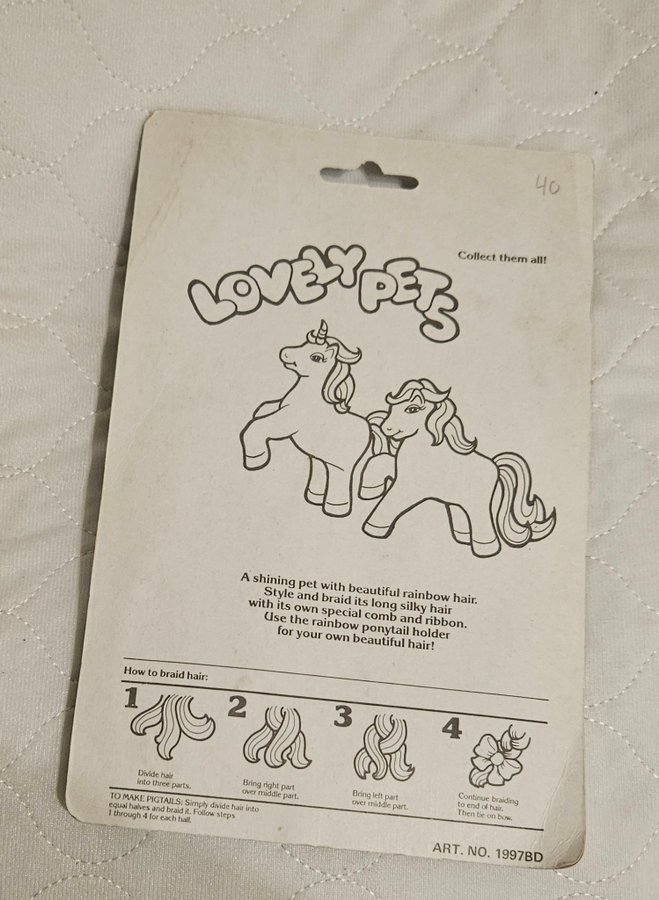 40
Collect them all!
LOVELY PETS
A shining pet with beautiful rainbow hair.
Style and braid its long silky hair
with its own special comb and ribbon.
Use the rainbow ponytail holder
for your own beautiful hair!
How to braid hair:
1
Divide hair
into three parts.
2
Bring right part
over middle part.
3
Bring left part
over middle part.
4
Continue braiding
to end of hair.
Then tie on bow.
TO MAKE PIGTAILS: Simply divide hair into
equal halves and braid it. Follow steps
1 through 4 for each half.
ART. NO. 1997BD